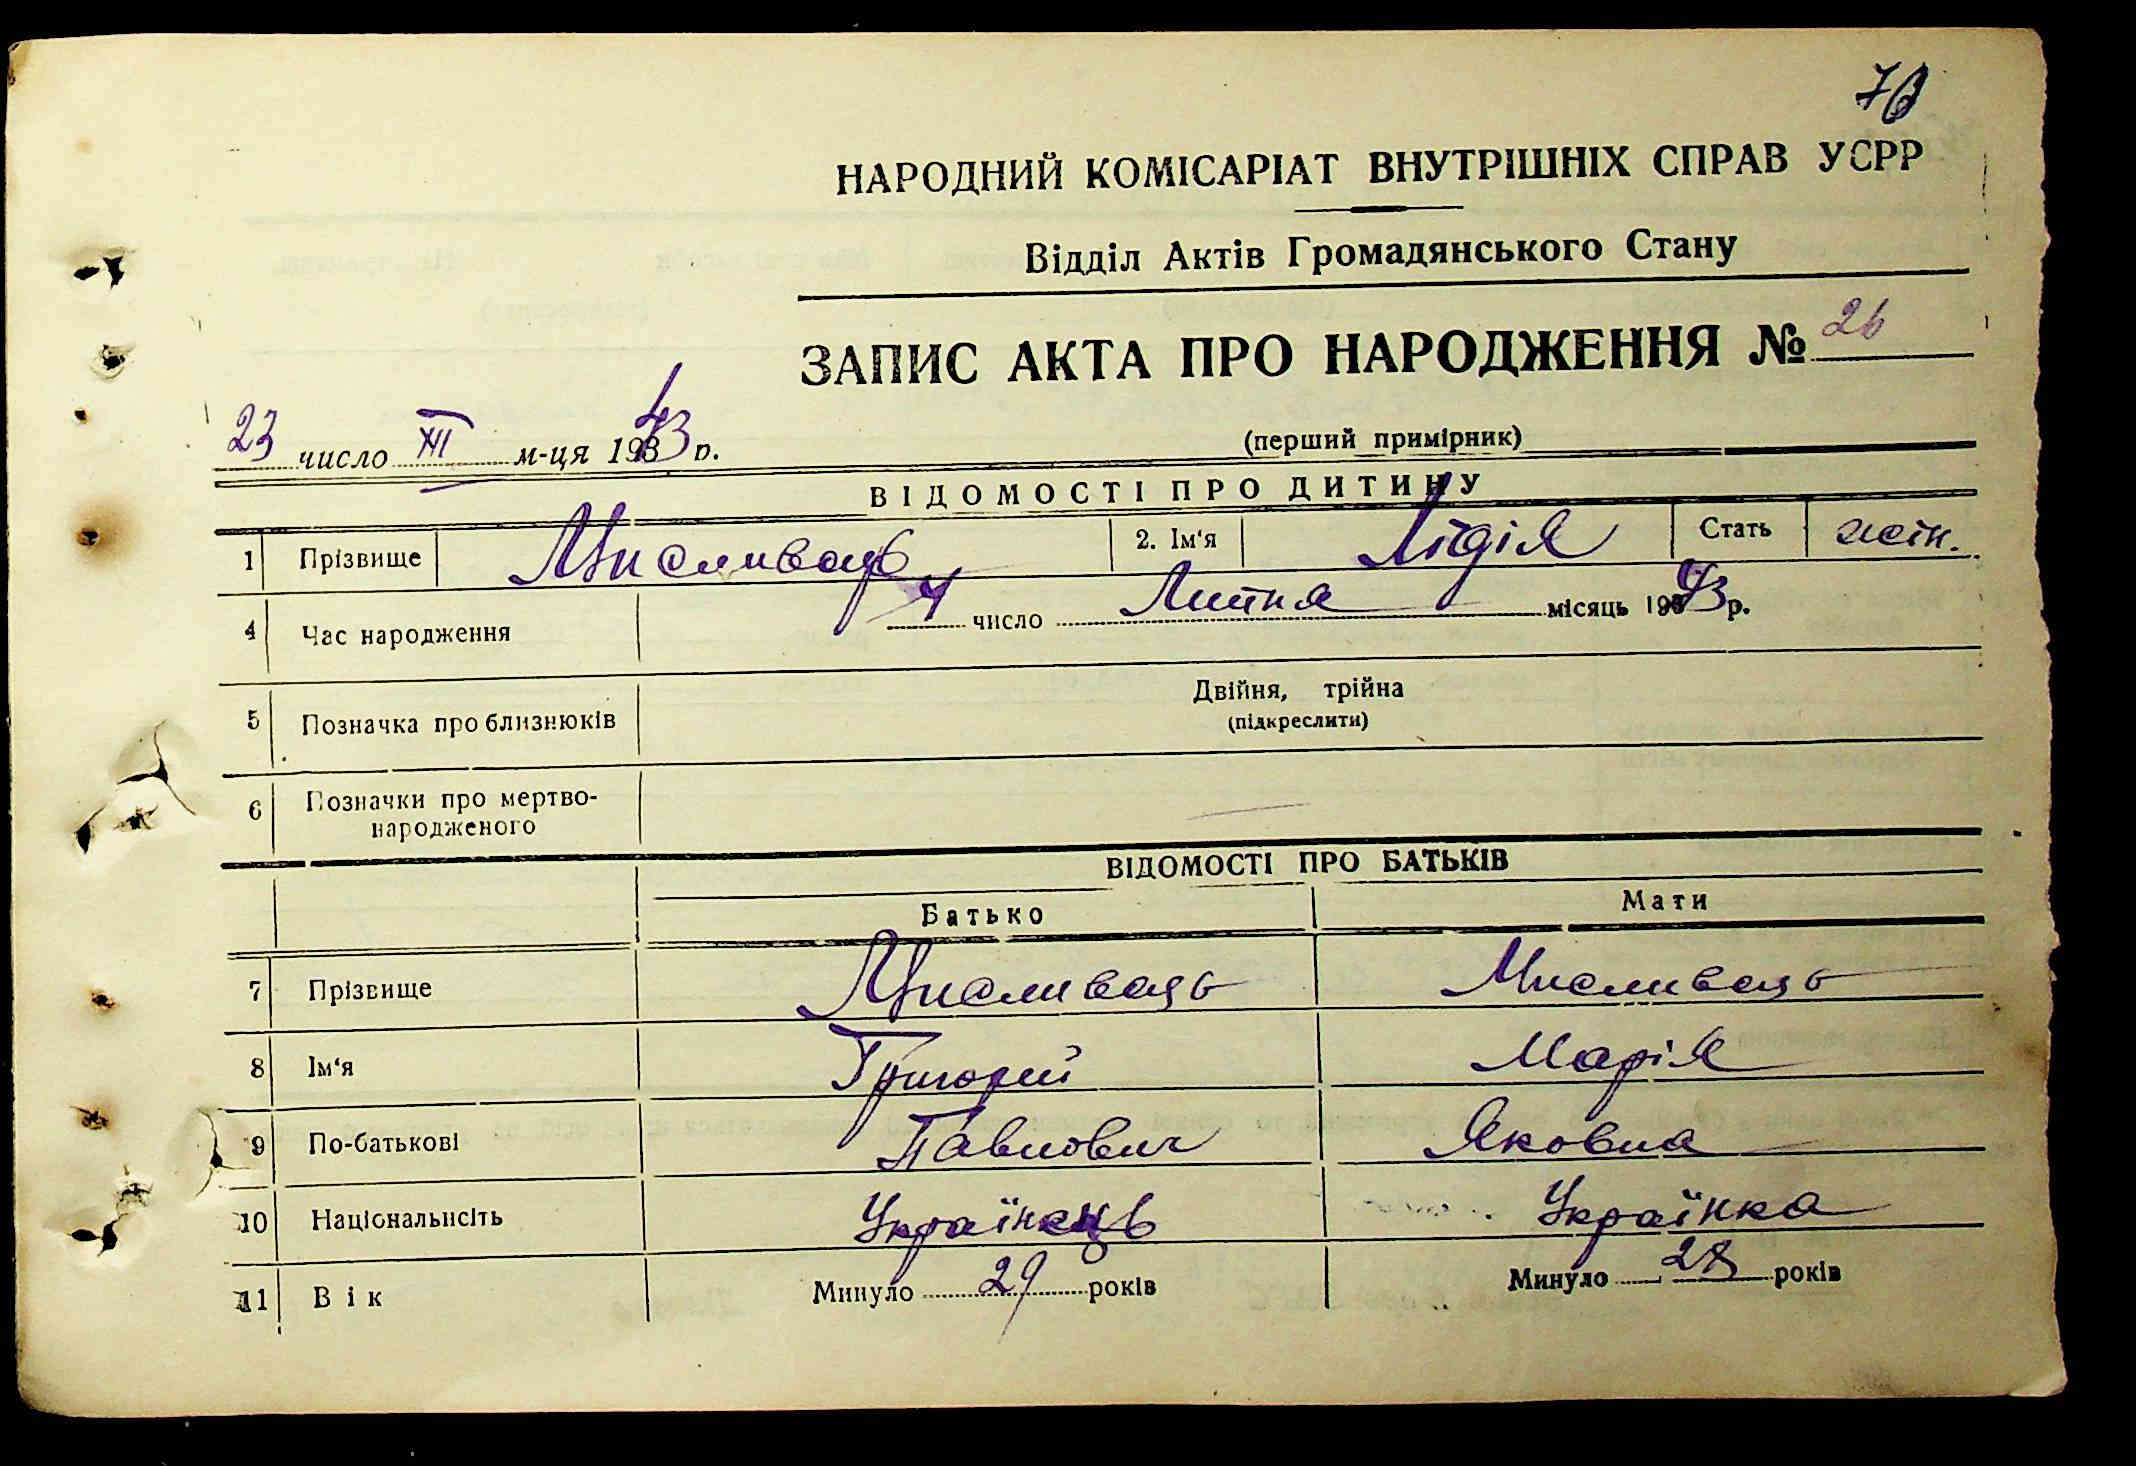 НАРОДНИЙ КОМІСАРІАТ ВНУТРІШНІХ СПРАВ УСРР
Відділ Актів Громадянського Стану
ЗАПИС АКТА ПРО НАРОДЖЕННЯ № 26
23 число XII м-ця 1943 р.
(перший примірник)
ВІДОМОСТІ ПРО ДИТИНУ
1 Прізвище Мисливець 2. Ім'я Лідія Стать жін.
4 Час народження 4 число Липня місяць 1943 р.
5 Позначка про близнюків Двійня, трійна
(підкреслити)
6 Позначки про мертво-
народженого
ВІДОМОСТІ ПРО БАТЬКІВ
Батько Мати
7 Прізвище Мисливець Мисливець
8 Ім'я Григорий Марія
9 По-батькові Павлович Яковна
10 Національність Українець Українка
11 Вік Минуло 29 років Минуло 28 років